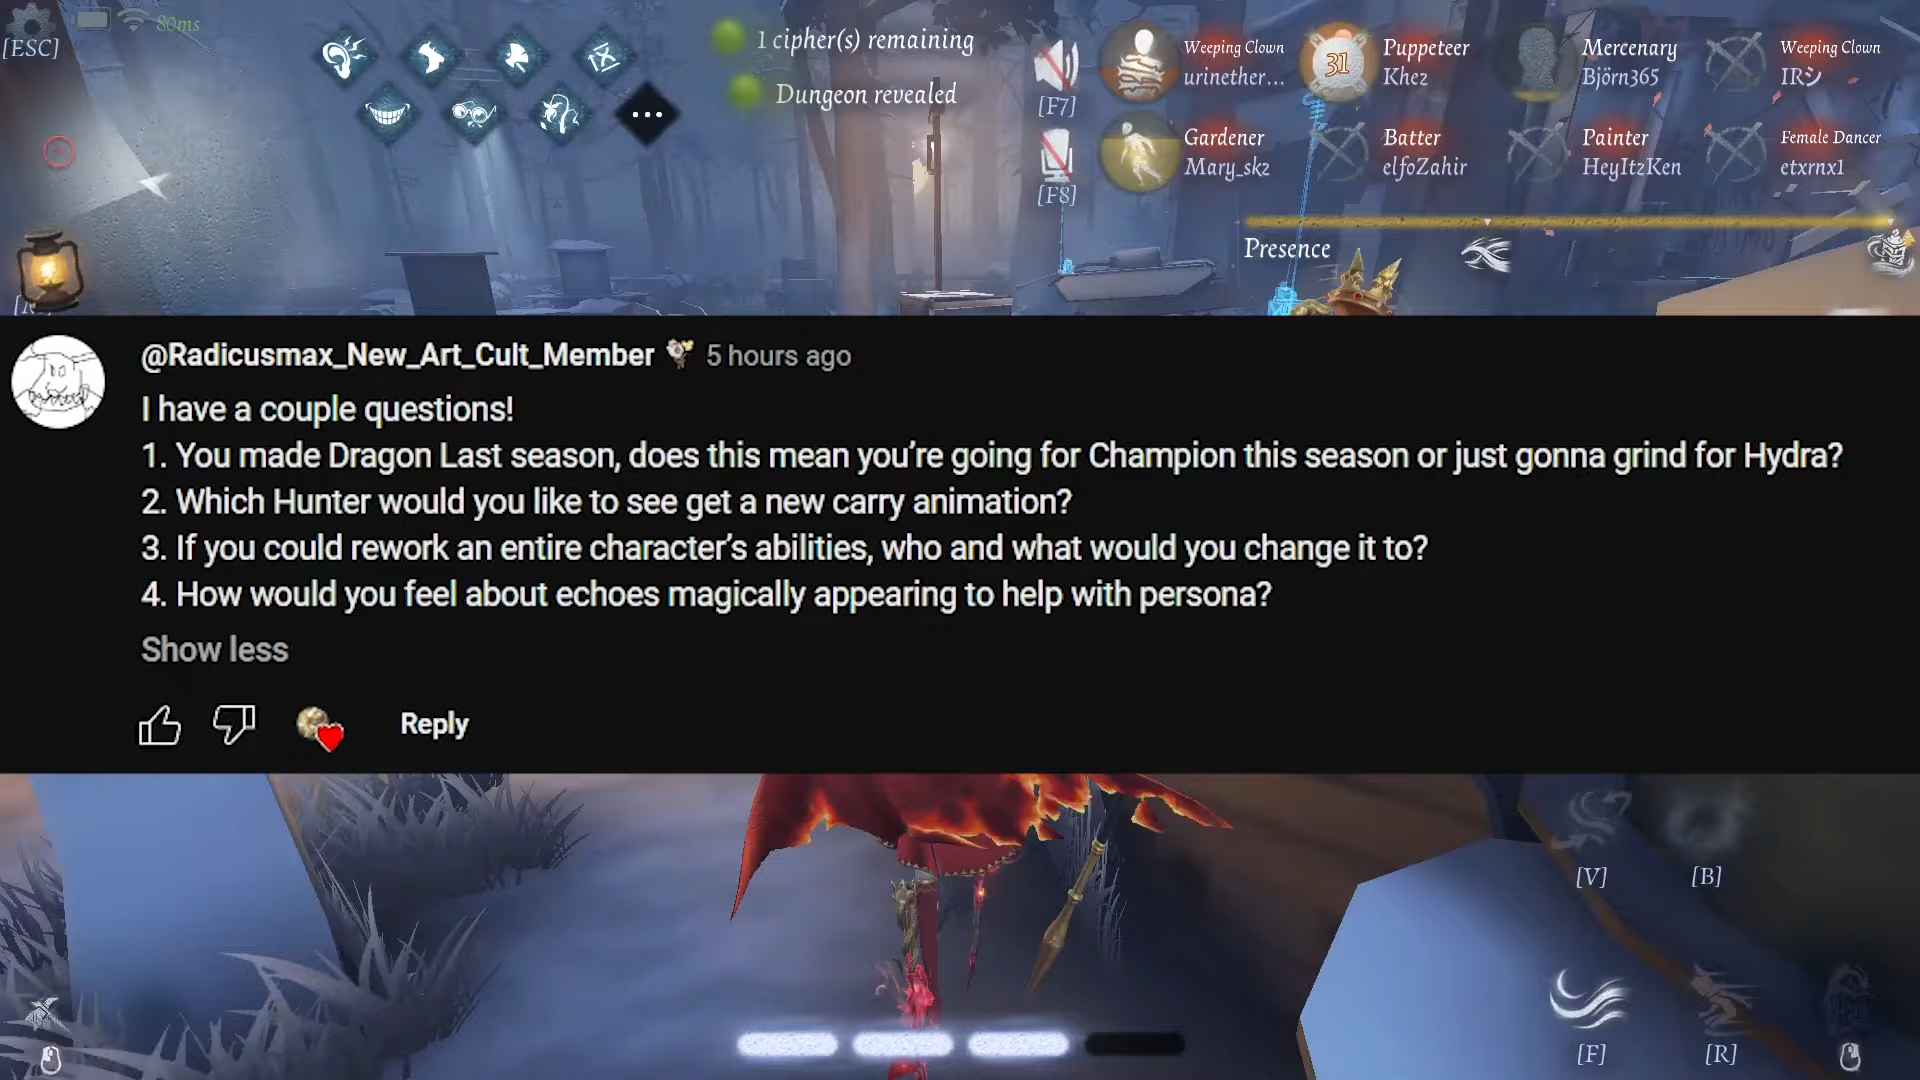 80ms
[ESC]
1 cipher(s) remaining
Dungeon revealed
[F7]
[F8]
Weeping Clown
urinether...
31
Puppeteer
Khez
Mercenary
Björn365
Weeping Clown
IRシ
Gardener
Mary_skz
Batter
elfoZahir
Painter
HeyItzKen
Female Dancer
etxrnx1
Presence
@Radicusmax_New_Art_Cult_Member 5 hours ago
I have a couple questions!
1. You made Dragon Last season, does this mean you’re going for Champion this season or just gonna grind for Hydra?
2. Which Hunter would you like to see get a new carry animation?
3. If you could rework an entire character’s abilities, who and what would you change it to?
4. How would you feel about echoes magically appearing to help with persona?
Show less
Reply
[V]
[B]
[F]
[R]